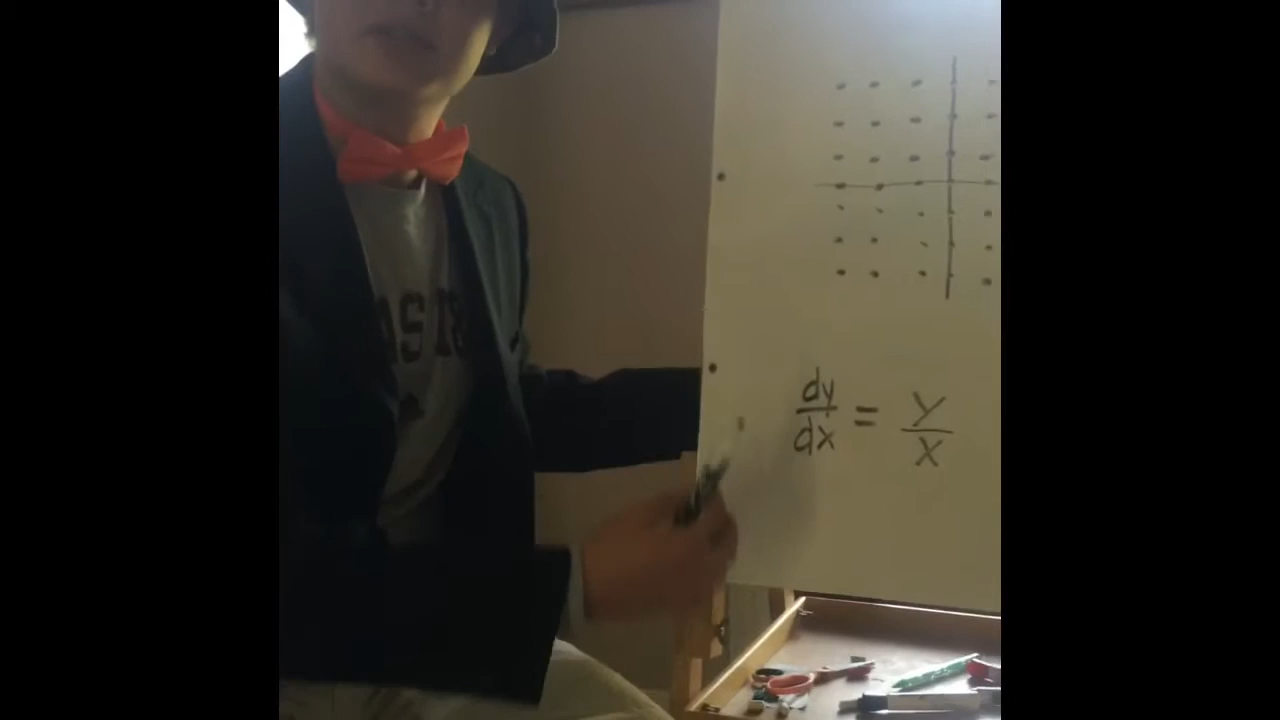 dy/dx = y/x